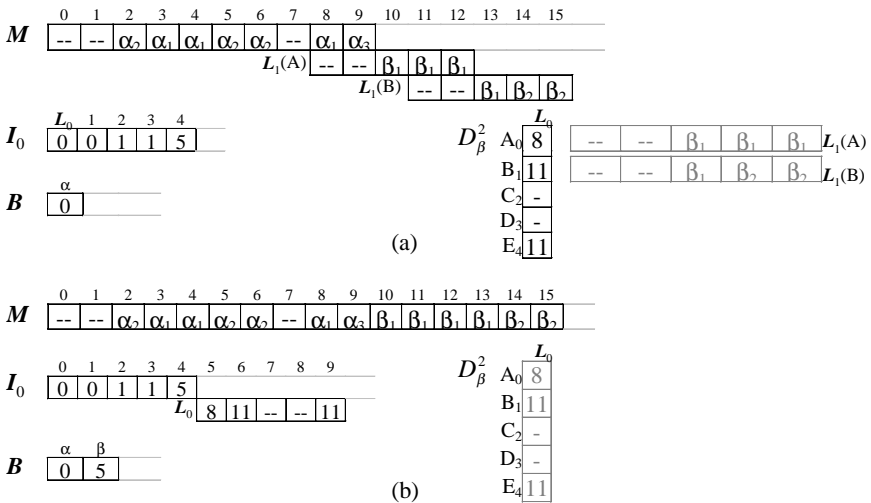 0 1 2 3 4 5 6 7 8 9 10 11 12 13 14 15
M -- -- α₂ α₁ α₁ α₂ α₂ -- α₁ α₃
L₁(A) -- -- β₁ β₁ β₁
L₁(B) -- -- β₁ β₂ β₂
L₀ 1 2 3 4
I₀ 0 0 1 1 5
α
B 0
L₀
D²β A₀ 8 -- -- β₁ β₁ β₁ L₁(A)
B₁ 11 -- -- β₁ β₂ β₂ L₁(B)
C₂ -
D₃ -
E₄ 11
(a)
0 1 2 3 4 5 6 7 8 9 10 11 12 13 14 15
M -- -- α₂ α₁ α₁ α₂ α₂ -- α₁ α₃ β₁ β₁ β₁ β₁ β₂ β₂
0 1 2 3 4 5 6 7 8 9
I₀ 0 0 1 1 5
L₀ 8 11 -- -- 11
α β
B 0 5
L₀
D²β A₀ 8
B₁ 11
C₂ -
D₃ -
E₄ 11
(b)